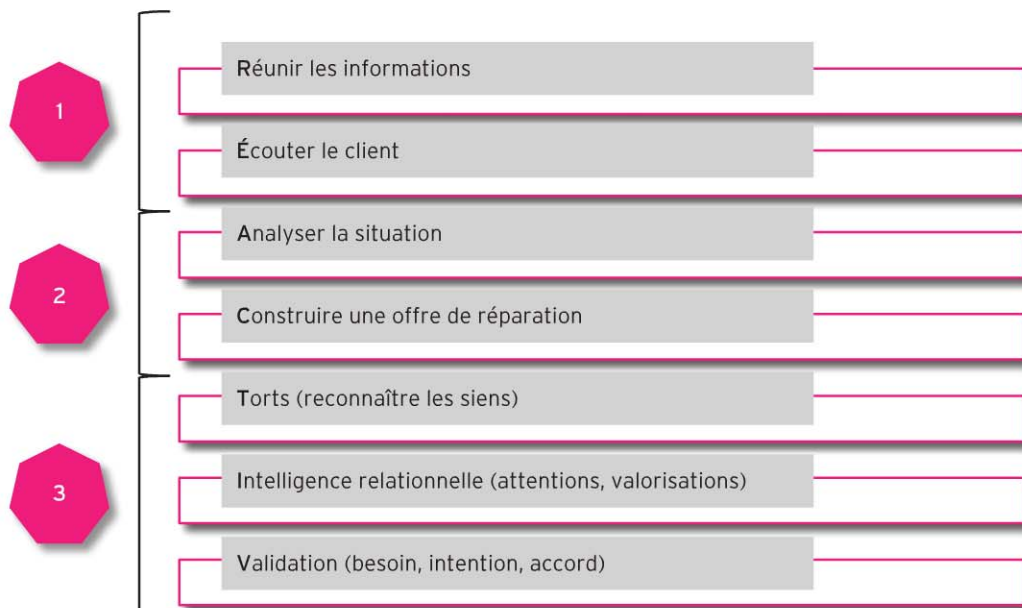 Réunir les informations
1
Écouter le client
Analyser la situation
2
Construire une offre de réparation
Torts (reconnaître les siens)
3
Intelligence relationnelle (attentions, valorisations)
Validation (besoin, intention, accord)